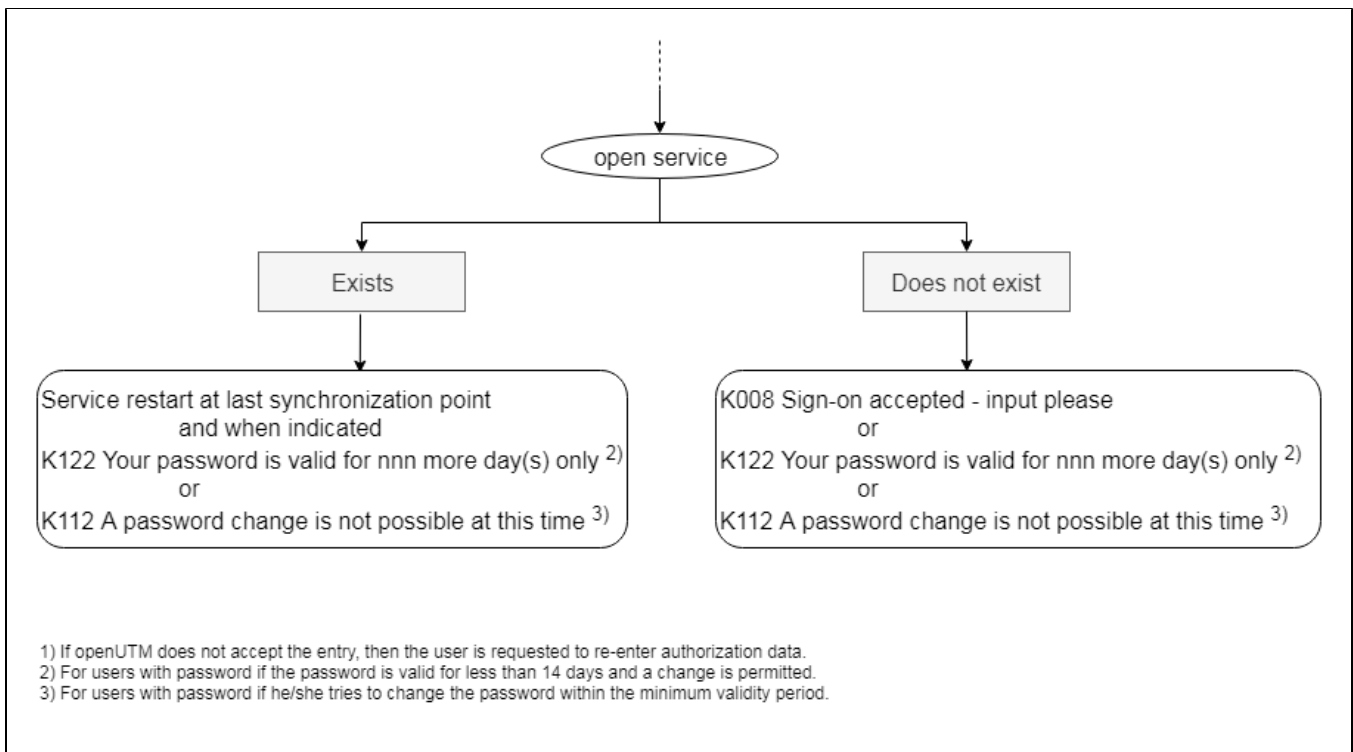 open service
Exists
Does not exist
Service restart at last synchronization point
and when indicated
K122 Your password is valid for nnn more day(s) only 2)
or
K112 A password change is not possible at this time 3)
K008 Sign-on accepted - input please
or
K122 Your password is valid for nnn more day(s) only 2)
or
K112 A password change is not possible at this time 3)
1) If openUTM does not accept the entry, then the user is requested to re-enter authorization data.
2) For users with password if the password is valid for less than 14 days and a change is permitted.
3) For users with password if he/she tries to change the password within the minimum validity period.